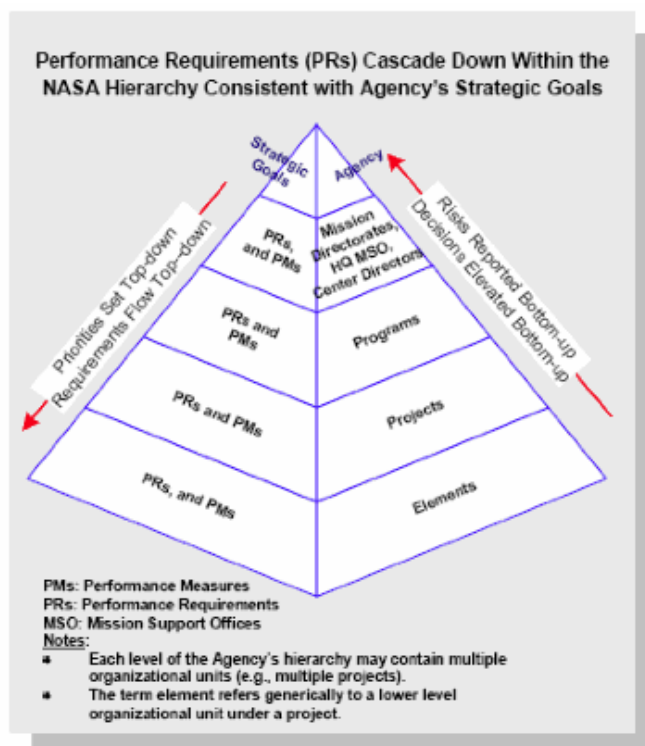 Performance Requirements (PRs) Cascade Down Within the
NASA Hierarchy Consistent with Agency's Strategic Goals
Strategic
Goals
Agency
PRs,
and PMs
Mission
Directorates,
HQ MSO,
Center Directors
PRs and
PMs
Programs
PRs and PMs
Projects
PRs, and PMs
Elements
Priorities Set Top-down
Requirements Flow Top-down
Risks Reported Bottom-up
Decisions Elevated Bottom-up
PMs: Performance Measures
PRs: Performance Requirements
MSO: Mission Support Offices
Notes:
Each level of the Agency's hierarchy may contain multiple
organizational units (e.g., multiple projects).
The term element refers generically to a lower level
organizational unit under a project.